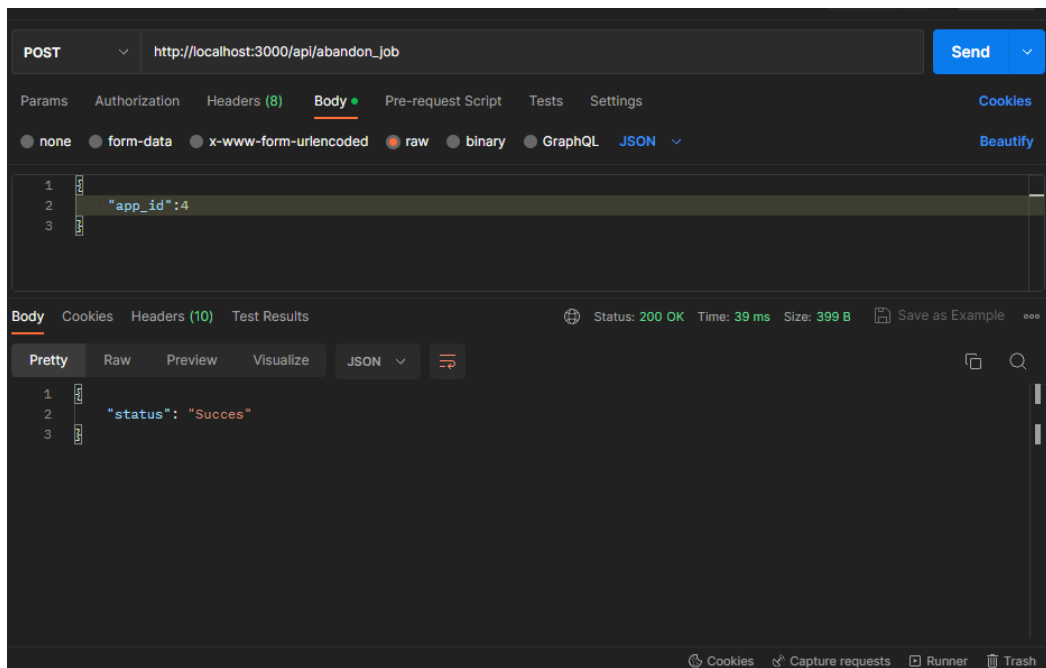 POST http://localhost:3000/api/abandon_job Send
Params Authorization Headers (8) Body Pre-request Script Tests Settings Cookies
none form-data x-www-form-urlencoded raw binary GraphQL JSON Beautify
1 {
2 "app_id":4
3 }
Body Cookies Headers (10) Test Results Status: 200 OK Time: 39 ms Size: 399 B Save as Example
Pretty Raw Preview Visualize JSON
1 {
2 "status": "Succes"
3 }
Cookies Capture requests Runner Trash